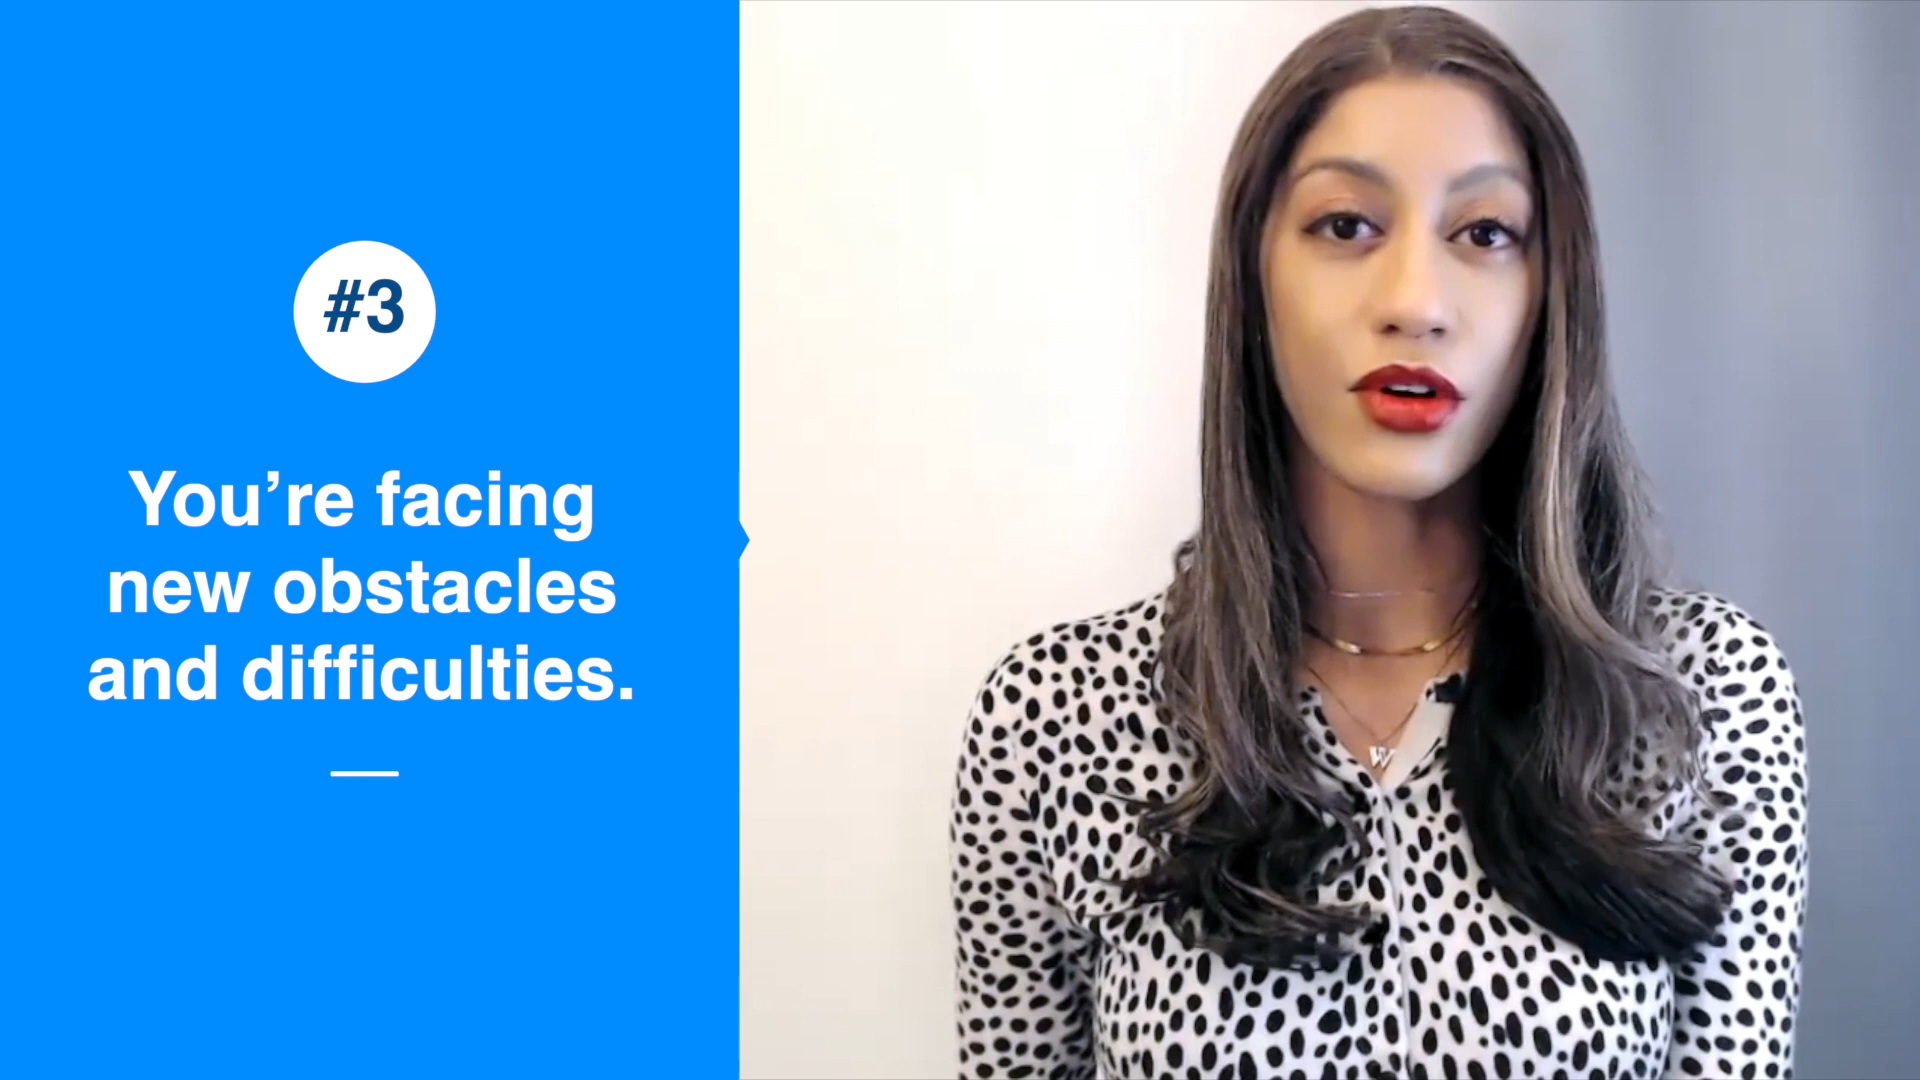 #3
You’re facing
new obstacles
and difficulties.
W